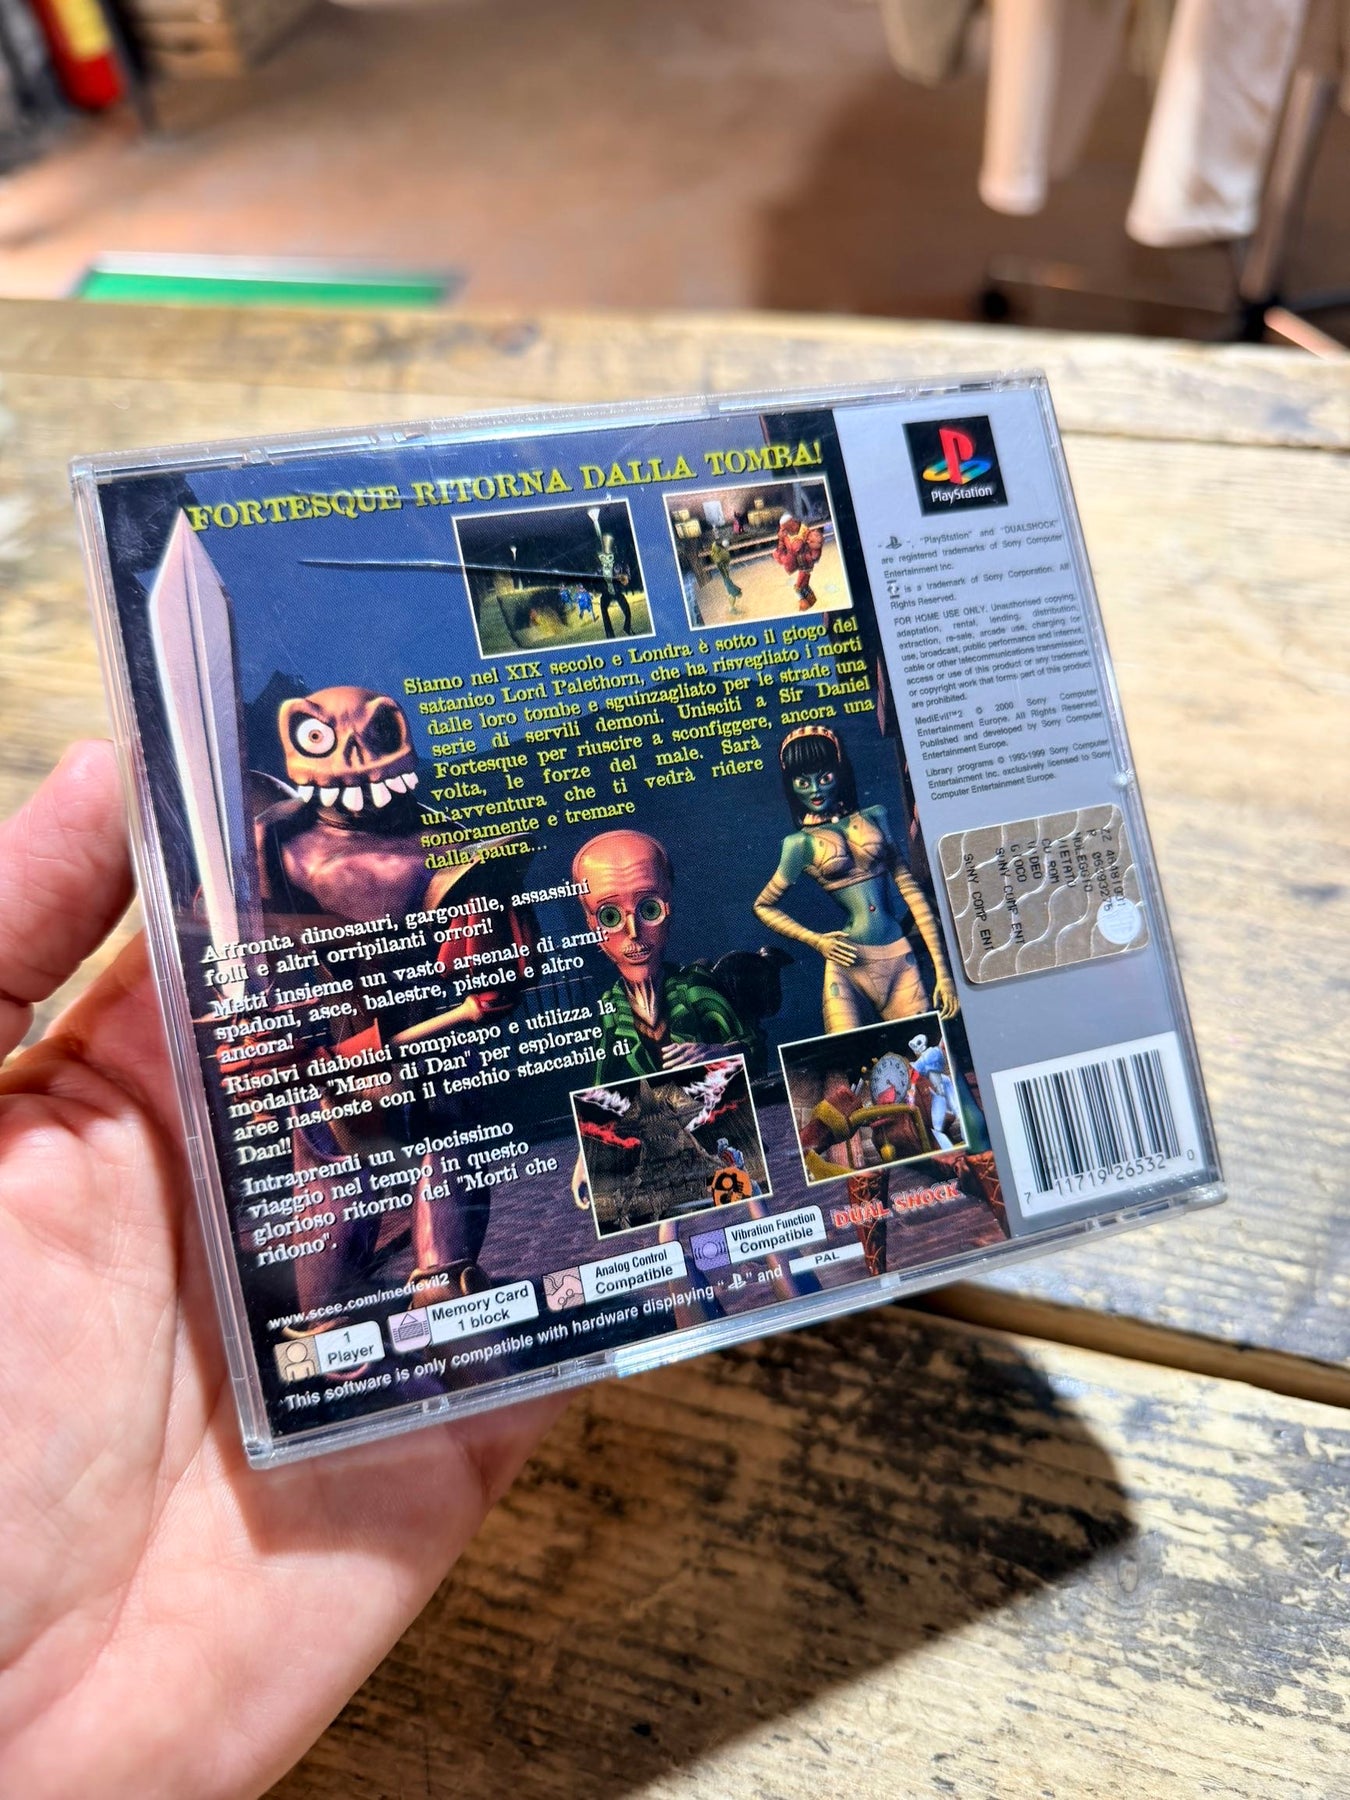 FORTESQUE RITORNA DALLA TOMBA!
Siamo nel XIX secolo e Londra è sotto il giogo del
satanico Lord Palethorn, che ha risvegliato i morti
dalle loro tombe e sguinzagliato per le strade una
serie di servili demoni. Unisciti a Sir Daniel
Fortesque per riuscire a sconfiggere, ancora una
volta, le forze del male. Sarà
un'avventura che ti vedrà ridere
sonoramente e tremare
dalla paura...
Affronta dinosauri, gargouille, assassini
folli e altri orripilanti orrori!
Metti insieme un vasto arsenale di armi:
spadoni, asce, balestre, pistole e altro
ancora!
Risolvi diabolici rompicapo e utilizza la
modalità "Mano di Dan" per esplorare
aree nascoste con il teschio staccabile di
Dan!!
Intraprendi un velocissimo
viaggio nel tempo in questo
glorioso ritorno dei "Morti che
ridono".
www.scee.com/medievil2
1
Player
Memory Card
1 block
Analog Control
Compatible
Vibration Function
Compatible
DUAL SHOCK
This software is only compatible with hardware displaying " " and PAL
PlayStation
" ", "PlayStation" and "DUALSHOCK"
are registered trademarks of Sony Computer
Entertainment Inc.
is a trademark of Sony Corporation. All
Rights Reserved.
FOR HOME USE ONLY. Unauthorised copying,
adaptation, rental, lending, distribution,
extraction, re-sale, arcade use, charging for
use, broadcast, public performance and internet,
cable or other telecommunications transmission,
access or use of this product or any trademark
or copyright work that forms part of this product
are prohibited.
MediEvil™2 © 2000 Sony Computer
Entertainment Europe. All Rights Reserved.
Published and developed by Sony Computer
Entertainment Europe.
Library programs © 1993-1999 Sony Computer
Entertainment Inc. exclusively licensed to Sony
Computer Entertainment Europe.
NOLEGGIO
VIETATO
CD ROM
VIDEO
GIOCO
SONY COMP ENT
SONY COMP ENT
7 11719 26532 0